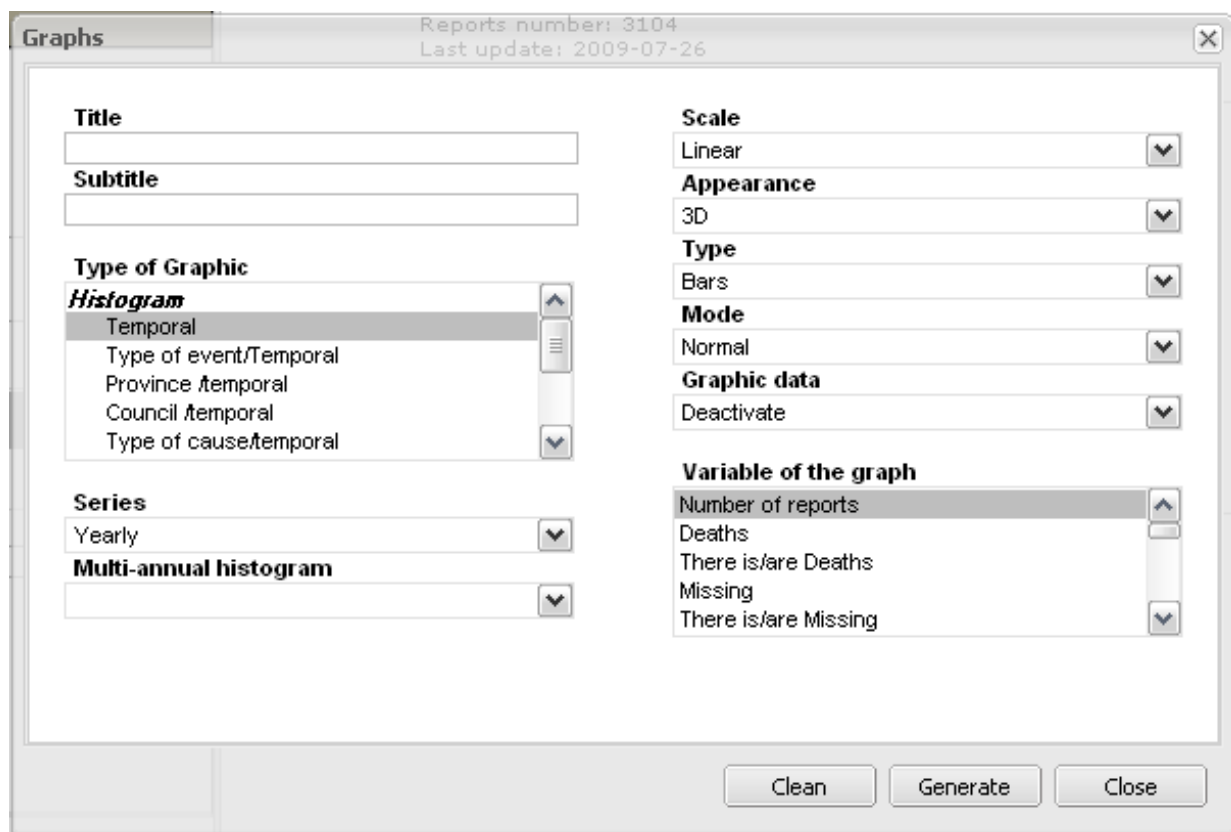 Reports number: 3104
Last update: 2009-07-26
Graphs
Title
Subtitle
Type of Graphic
Histogram
Temporal
Type of event/Temporal
Province /temporal
Council /temporal
Type of cause/temporal
Series
Yearly
Multi-annual histogram
Scale
Linear
Appearance
3D
Type
Bars
Mode
Normal
Graphic data
Deactivate
Variable of the graph
Number of reports
Deaths
There is/are Deaths
Missing
There is/are Missing
Clean
Generate
Close